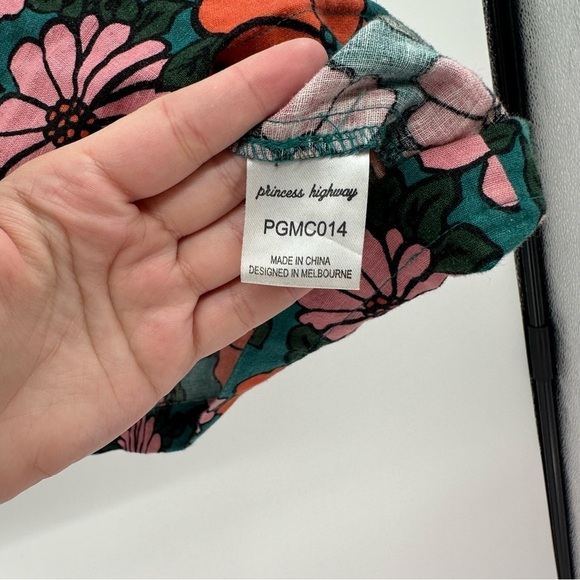 princess highway
PGMC014
MADE IN CHINA
DESIGNED IN MELBOURNE